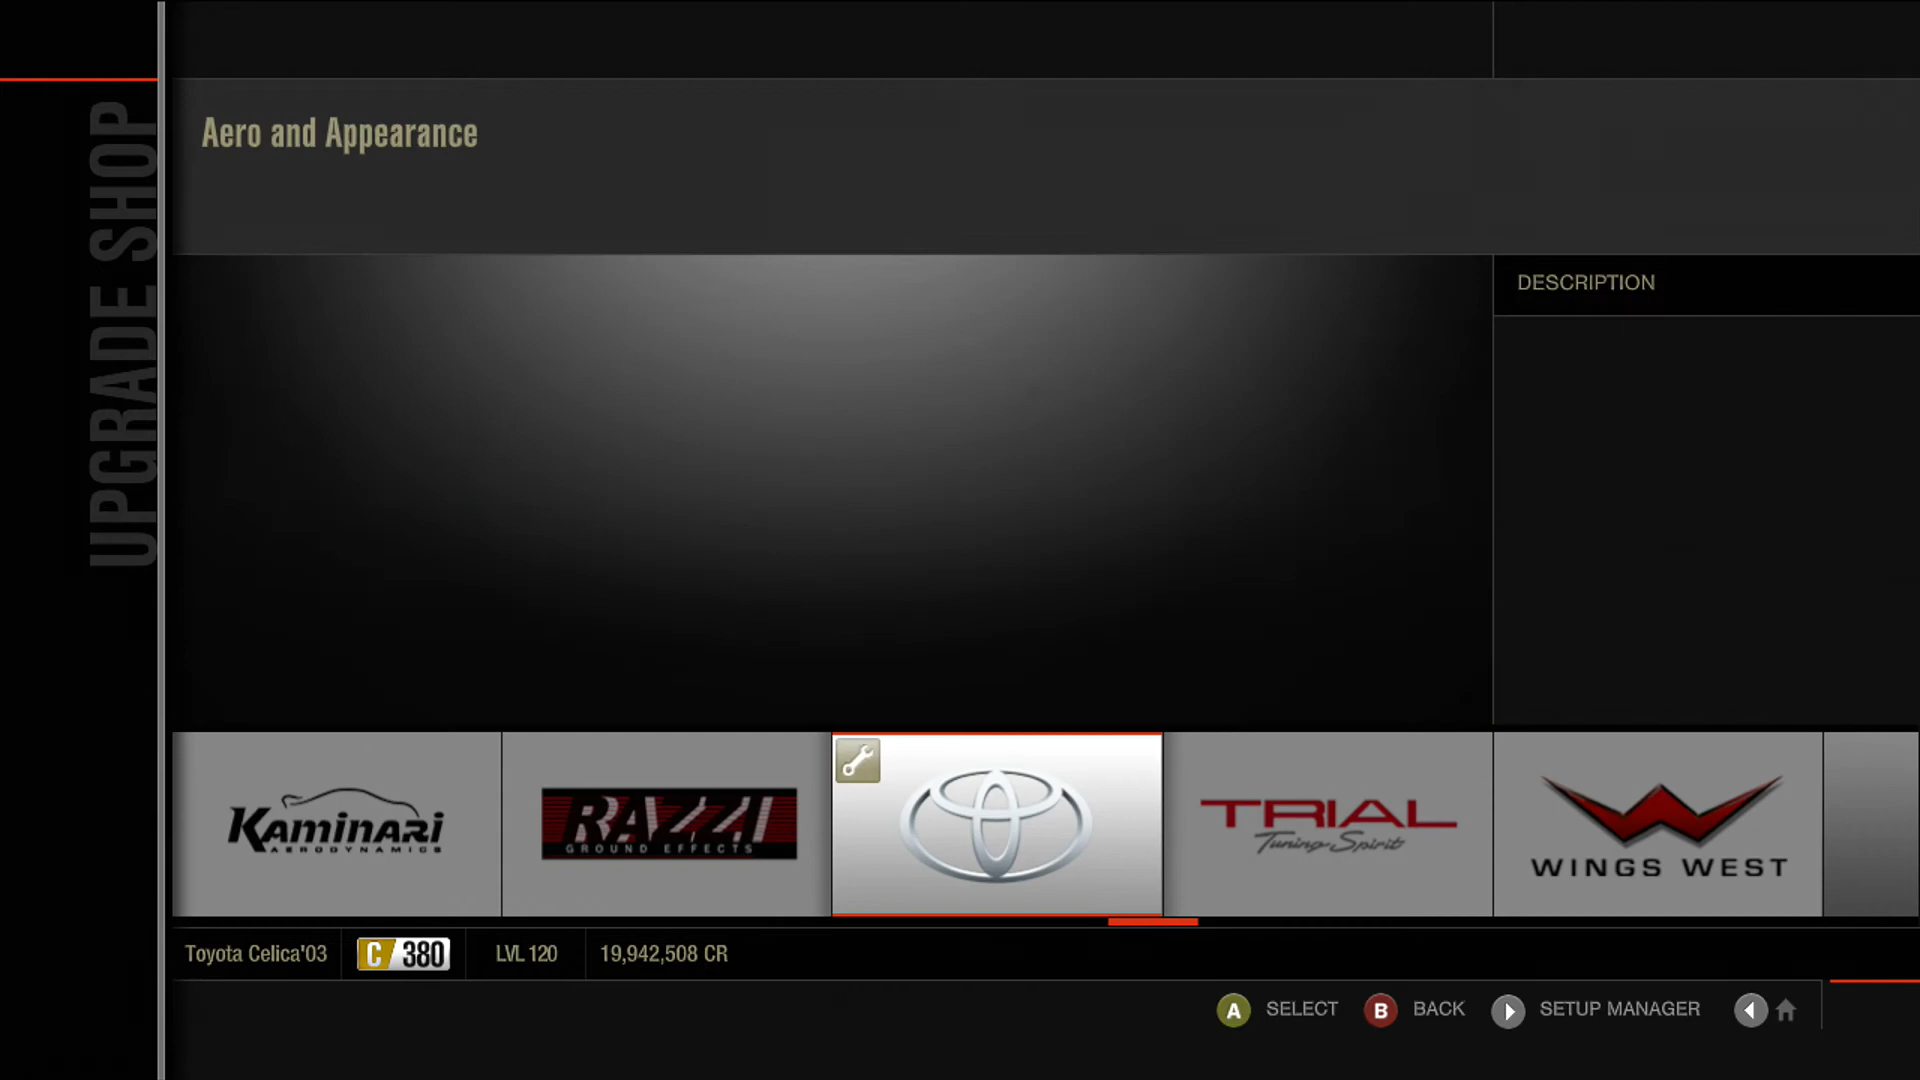 UPGRADE SHOP
Aero and Appearance
DESCRIPTION
Kaminari
AERODYNAMICS
RAZZI
GROUND EFFECTS
TRIAL
Tuning Spirit
WINGS WEST
Toyota Celica'03
C 380
LVL 120
19,942,508 CR
A SELECT
B BACK
SETUP MANAGER